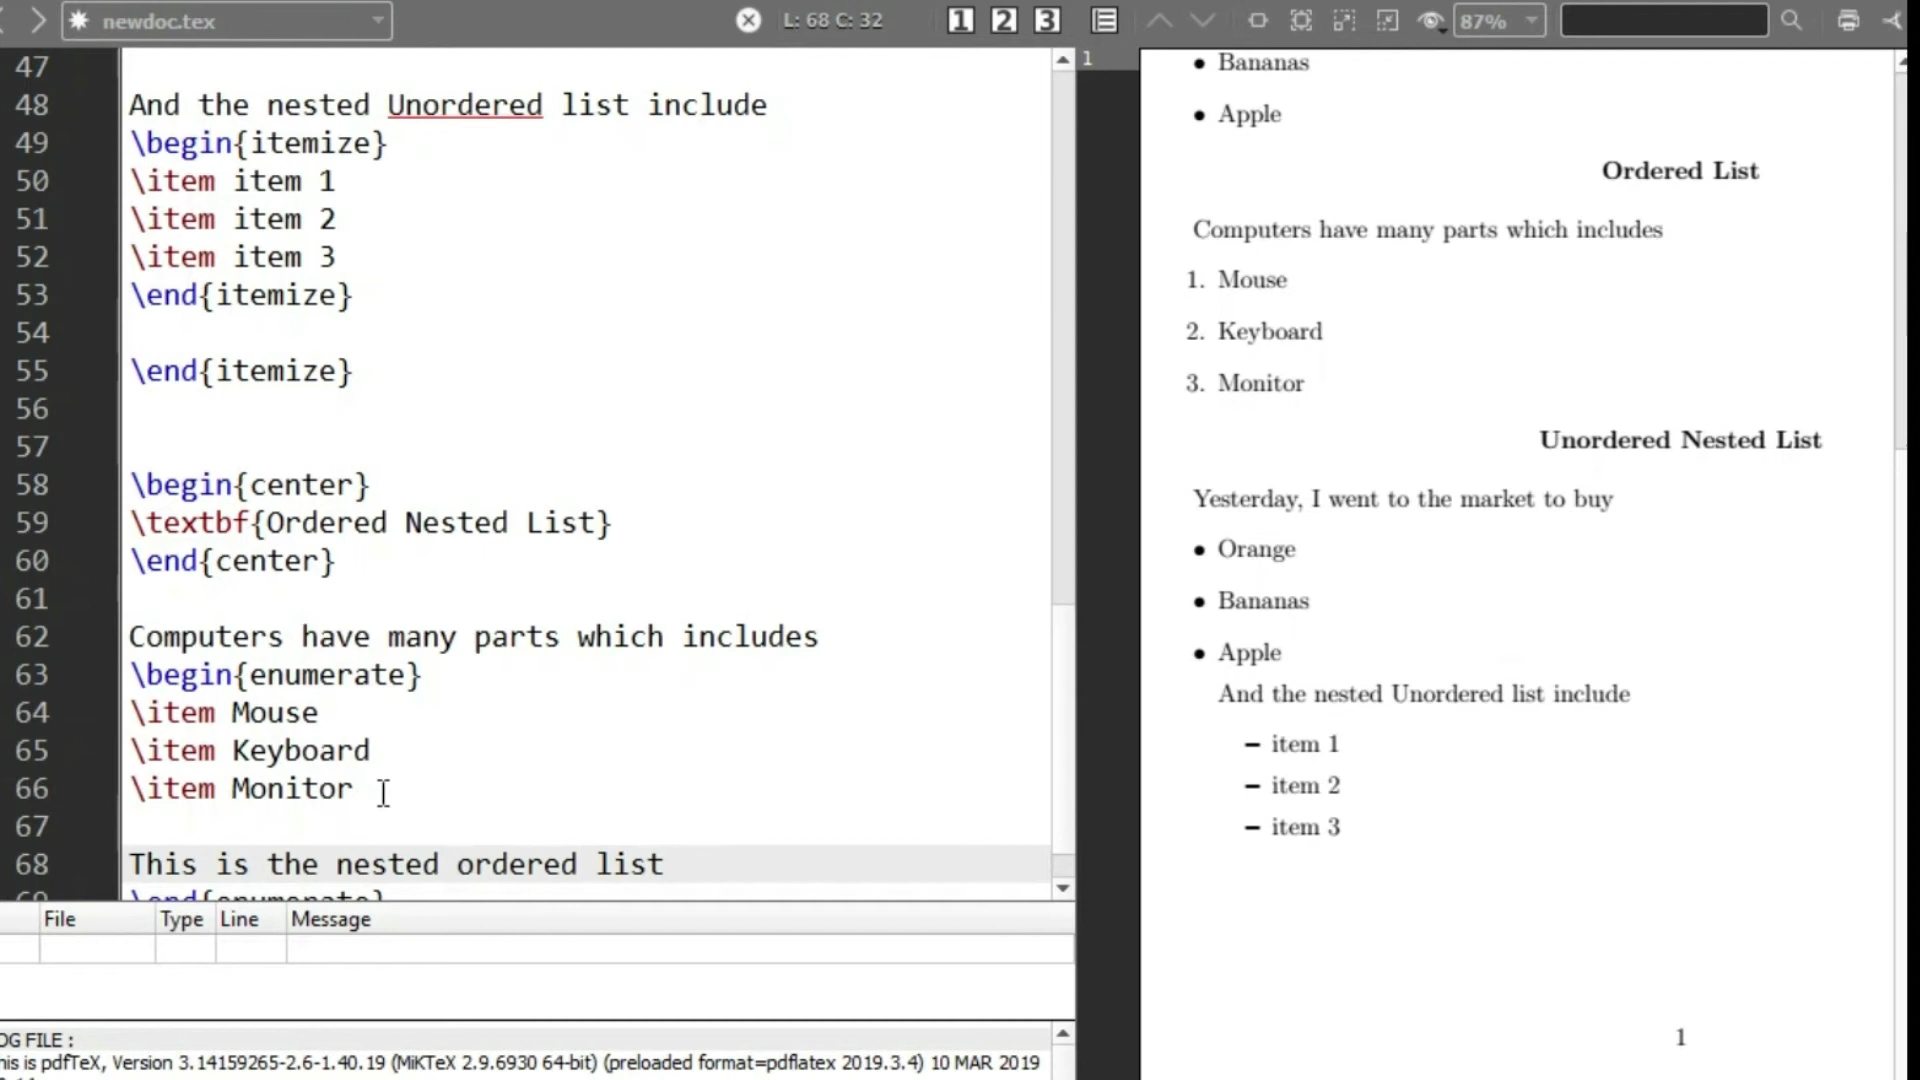 newdoc.tex
L: 68 C: 32
1 2 3
87%
47
48 And the nested Unordered list include
49 \begin{itemize}
50 \item item 1
51 \item item 2
52 \item item 3
53 \end{itemize}
54
55 \end{itemize}
56
57
58 \begin{center}
59 \textbf{Ordered Nested List}
60 \end{center}
61
62 Computers have many parts which includes
63 \begin{enumerate}
64 \item Mouse
65 \item Keyboard
66 \item Monitor
67
68 This is the nested ordered list
69 \end{enumerate}
File Type Line Message
OG FILE :
his is pdfTeX, Version 3.14159265-2.6-1.40.19 (MiKTeX 2.9.6930 64-bit) (preloaded format=pdflatex 2019.3.4) 10 MAR 2019
1
• Bananas
• Apple
Ordered List
Computers have many parts which includes
1. Mouse
2. Keyboard
3. Monitor
Unordered Nested List
Yesterday, I went to the market to buy
• Orange
• Bananas
• Apple
And the nested Unordered list include
– item 1
– item 2
– item 3
1